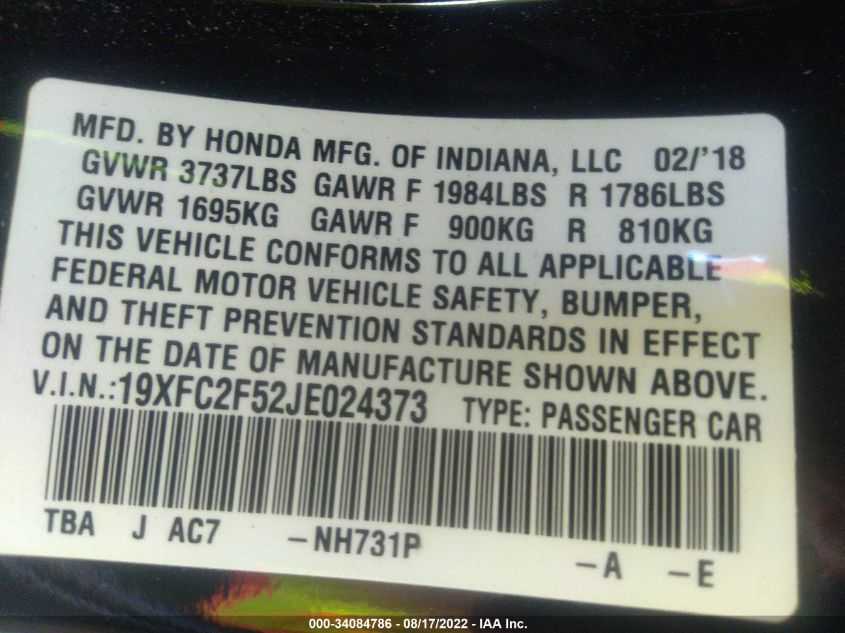 MFD. BY HONDA MFG. OF INDIANA, LLC 02/'18
GVWR 3737LBS GAWR F 1984LBS R 1786LBS
GVWR 1695KG GAWR F 900KG R 810KG
THIS VEHICLE CONFORMS TO ALL APPLICABLE
FEDERAL MOTOR VEHICLE SAFETY, BUMPER,
AND THEFT PREVENTION STANDARDS IN EFFECT
ON THE DATE OF MANUFACTURE SHOWN ABOVE.
V.I.N.:19XFC2F52JE024373 TYPE: PASSENGER CAR
TBA J AC7 -NH731P -A -E
000-34084786 - 08/17/2022 - IAA Inc.